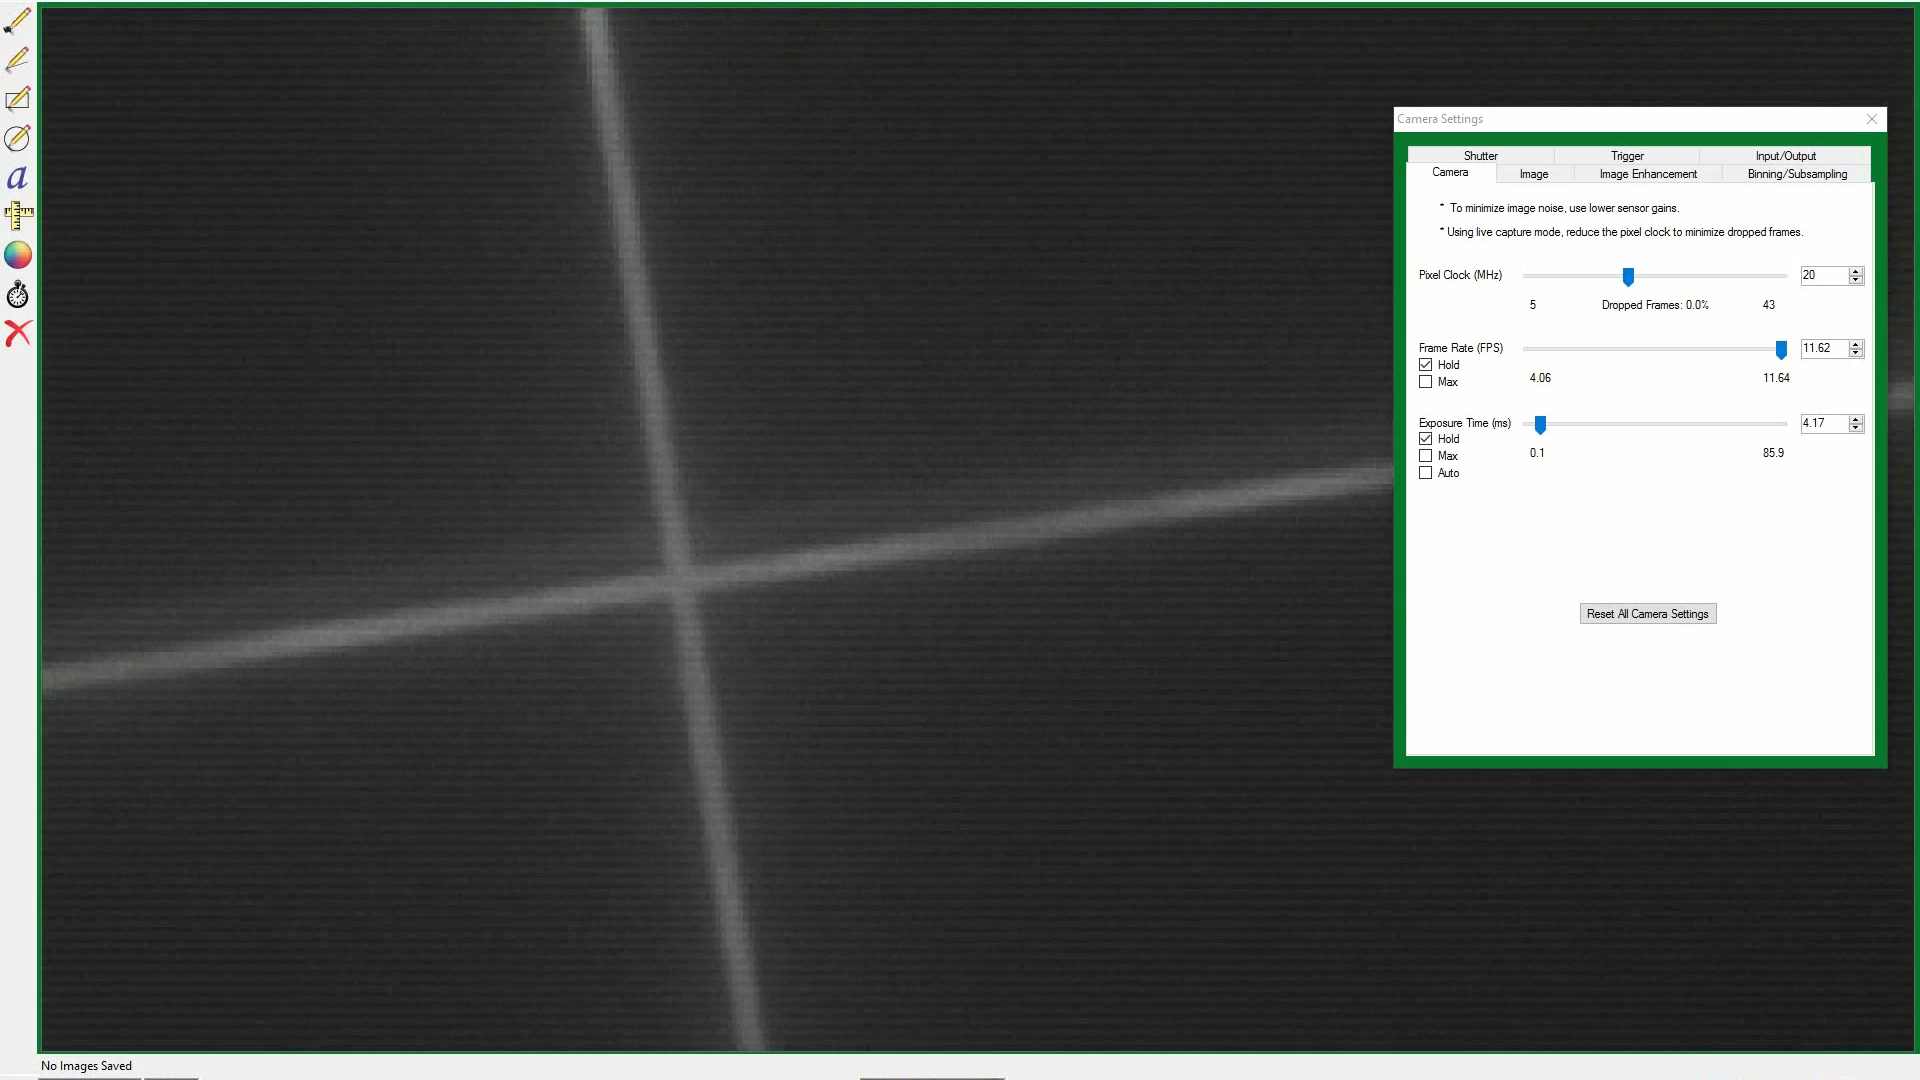 a
Camera Settings
Shutter Trigger Input/Output
Camera Image Image Enhancement Binning/Subsampling
* To minimize image noise, use lower sensor gains.
* Using live capture mode, reduce the pixel clock to minimize dropped frames.
Pixel Clock (MHz) 20
5 Dropped Frames: 0.0% 43
Frame Rate (FPS) 11.62
Hold
Max 4.06 11.64
Exposure Time (ms) 4.17
Hold
Max 0.1 85.9
Auto
Reset All Camera Settings
No Images Saved